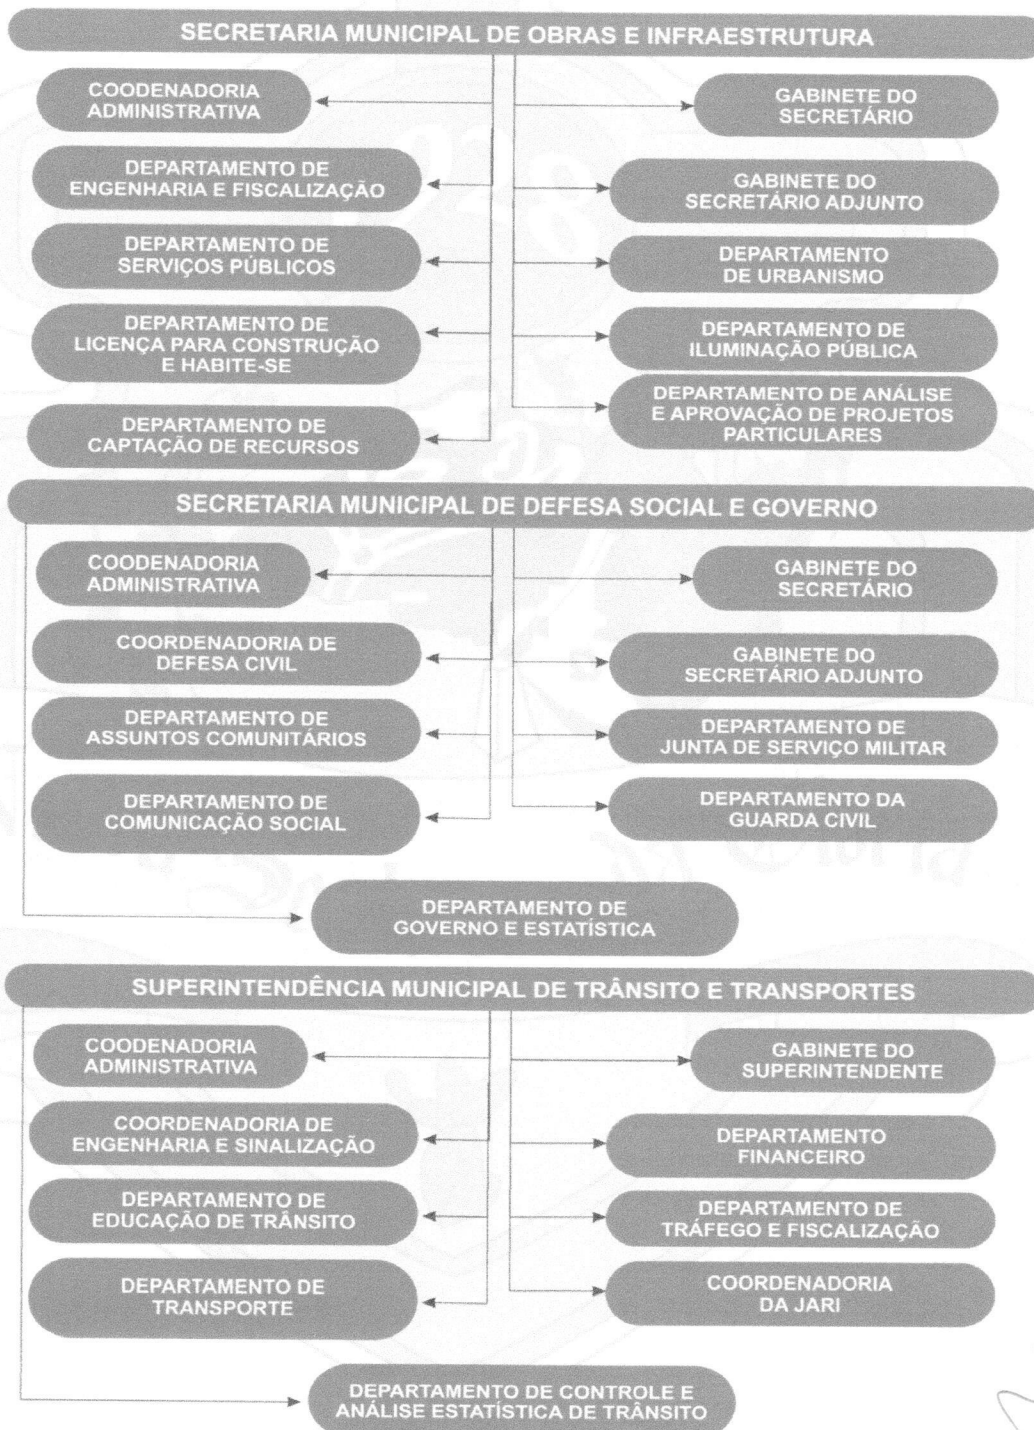 SECRETARIA MUNICIPAL DE OBRAS E INFRAESTRUTURA
COODENADORIA
ADMINISTRATIVA
GABINETE DO
SECRETÁRIO
DEPARTAMENTO DE
ENGENHARIA E FISCALIZAÇÃO
GABINETE DO
SECRETÁRIO ADJUNTO
DEPARTAMENTO DE
SERVIÇOS PÚBLICOS
DEPARTAMENTO
DE URBANISMO
DEPARTAMENTO DE
LICENÇA PARA CONSTRUÇÃO
E HABITE-SE
DEPARTAMENTO DE
ILUMINAÇÃO PÚBLICA
DEPARTAMENTO DE
CAPTAÇÃO DE RECURSOS
DEPARTAMENTO DE ANÁLISE
E APROVAÇÃO DE PROJETOS
PARTICULARES
SECRETARIA MUNICIPAL DE DEFESA SOCIAL E GOVERNO
COODENADORIA
ADMINISTRATIVA
GABINETE DO
SECRETÁRIO
COORDENADORIA DE
DEFESA CIVIL
GABINETE DO
SECRETÁRIO ADJUNTO
DEPARTAMENTO DE
ASSUNTOS COMUNITÁRIOS
DEPARTAMENTO DE
JUNTA DE SERVIÇO MILITAR
DEPARTAMENTO DE
COMUNICAÇÃO SOCIAL
DEPARTAMENTO DA
GUARDA CIVIL
DEPARTAMENTO DE
GOVERNO E ESTATÍSTICA
SUPERINTENDÊNCIA MUNICIPAL DE TRÂNSITO E TRANSPORTES
COODENADORIA
ADMINISTRATIVA
GABINETE DO
SUPERINTENDENTE
COORDENADORIA DE
ENGENHARIA E SINALIZAÇÃO
DEPARTAMENTO
FINANCEIRO
DEPARTAMENTO DE
EDUCAÇÃO DE TRÂNSITO
DEPARTAMENTO DE
TRÁFEGO E FISCALIZAÇÃO
DEPARTAMENTO DE
TRANSPORTE
COORDENADORIA
DA JARI
DEPARTAMENTO DE CONTROLE E
ANÁLISE ESTATÍSTICA DE TRÂNSITO